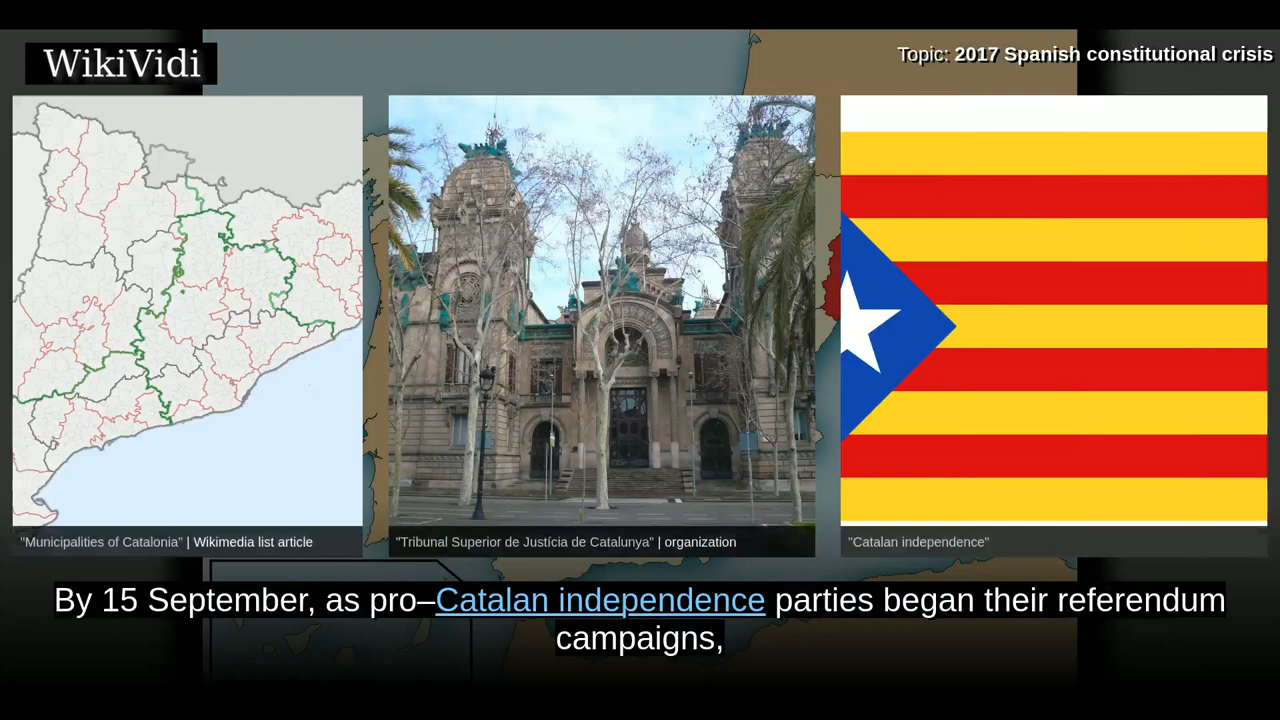 WikiVidi
Topic: 2017 Spanish constitutional crisis
"Municipalities of Catalonia" | Wikimedia list article
"Tribunal Superior de Justícia de Catalunya" | organization
"Catalan independence"
By 15 September, as pro–Catalan independence parties began their referendum
campaigns,